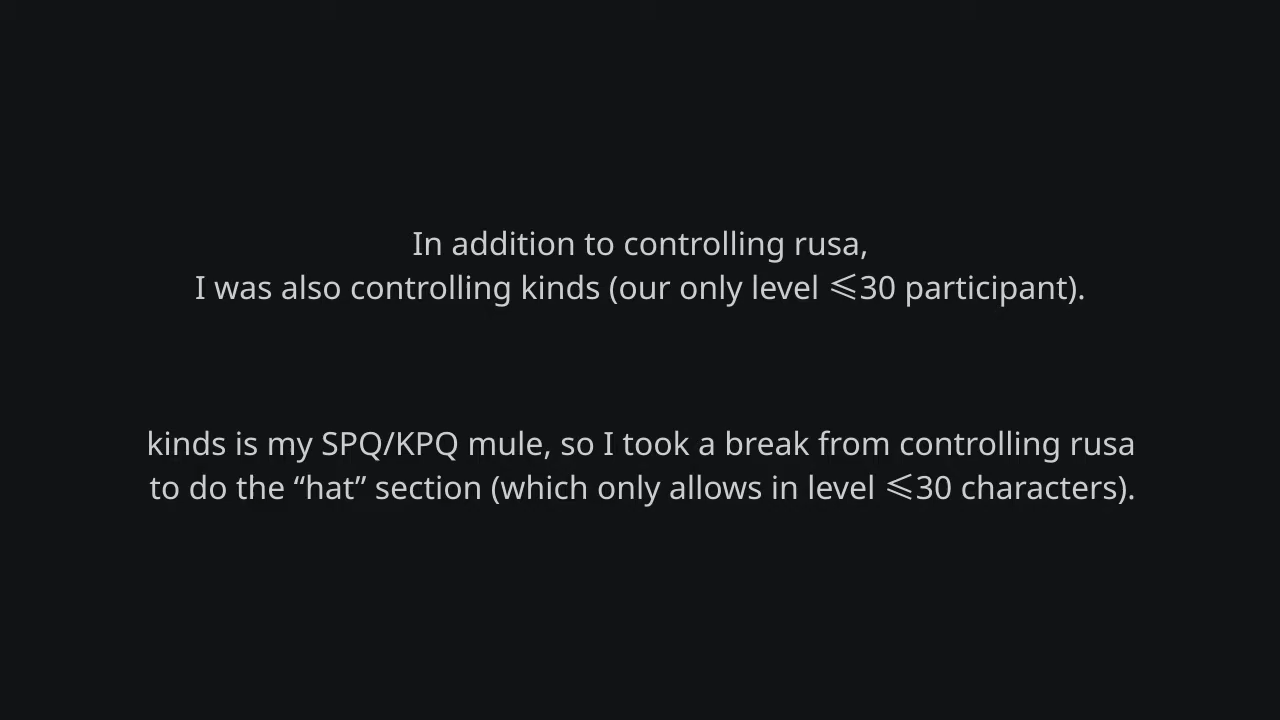 In addition to controlling rusa,
I was also controlling kinds (our only level ⩽30 participant).
kinds is my SPQ/KPQ mule, so I took a break from controlling rusa
to do the “hat” section (which only allows in level ⩽30 characters).